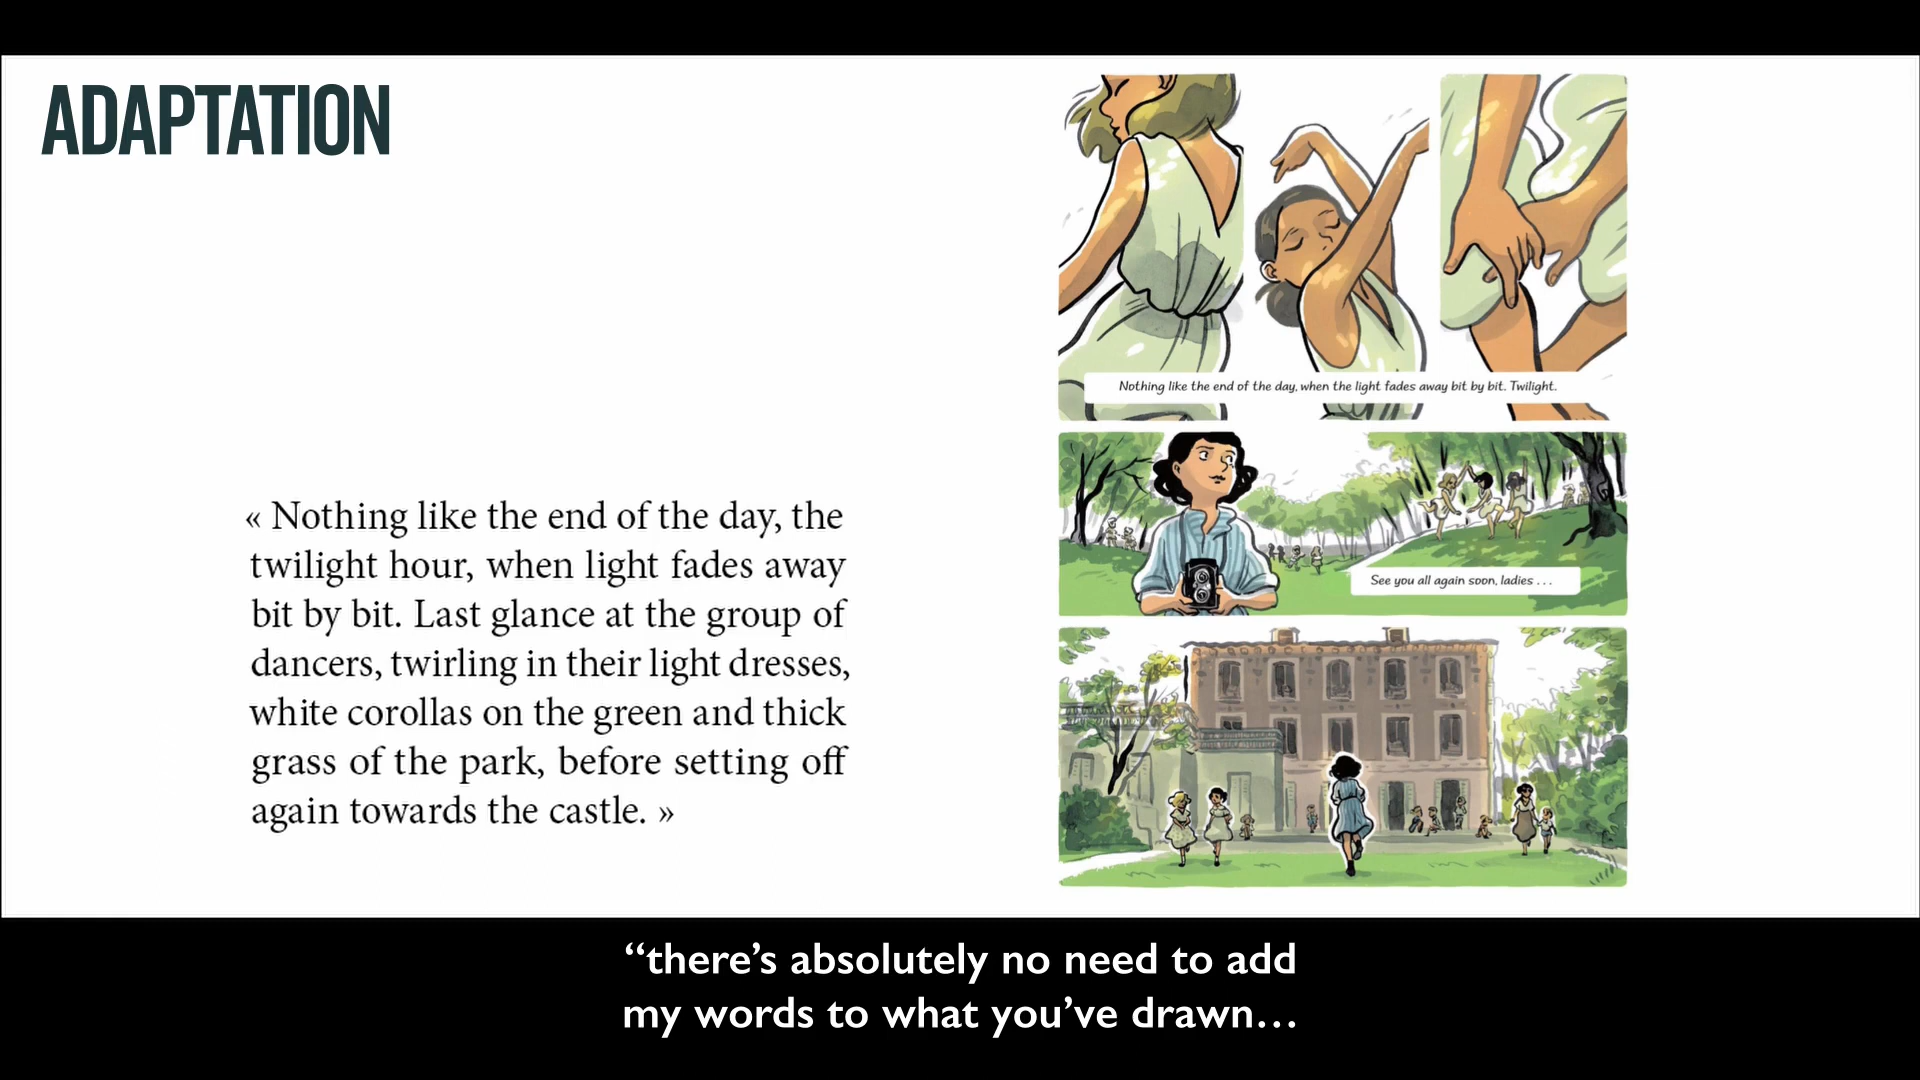 ADAPTATION
« Nothing like the end of the day, the
twilight hour, when light fades away
bit by bit. Last glance at the group of
dancers, twirling in their light dresses,
white corollas on the green and thick
grass of the park, before setting off
again towards the castle. »
Nothing like the end of the day, when the light fades away bit by bit. Twilight.
See you all again soon, ladies . . .
“there’s absolutely no need to add
my words to what you’ve drawn…